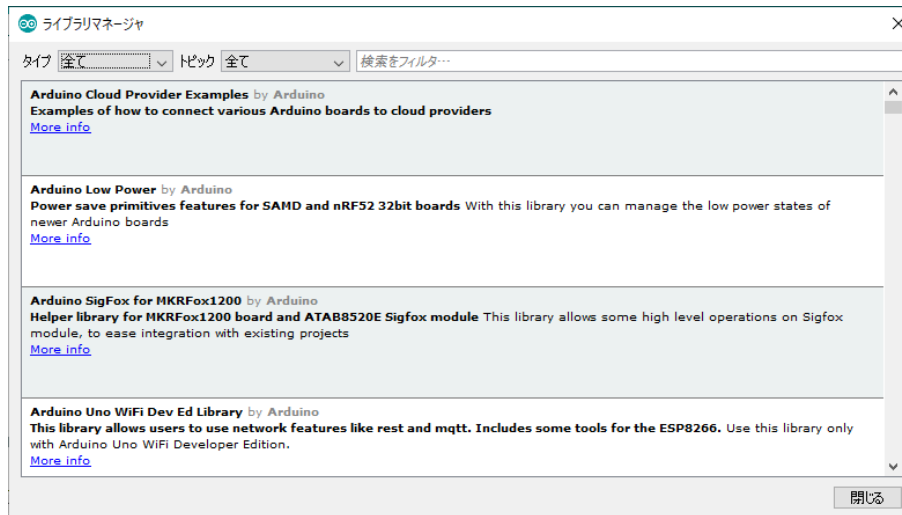 ライブラリマネージャ
タイプ 全て トピック 全て 検索をフィルタ…
Arduino Cloud Provider Examples by Arduino
Examples of how to connect various Arduino boards to cloud providers
More info
Arduino Low Power by Arduino
Power save primitives features for SAMD and nRF52 32bit boards With this library you can manage the low power states of
newer Arduino boards
More info
Arduino SigFox for MKRFox1200 by Arduino
Helper library for MKRFox1200 board and ATAB8520E Sigfox module This library allows some high level operations on Sigfox
module, to ease integration with existing projects
More info
Arduino Uno WiFi Dev Ed Library by Arduino
This library allows users to use network features like rest and mqtt. Includes some tools for the ESP8266. Use this library only
with Arduino Uno WiFi Developer Edition.
More info
閉じる